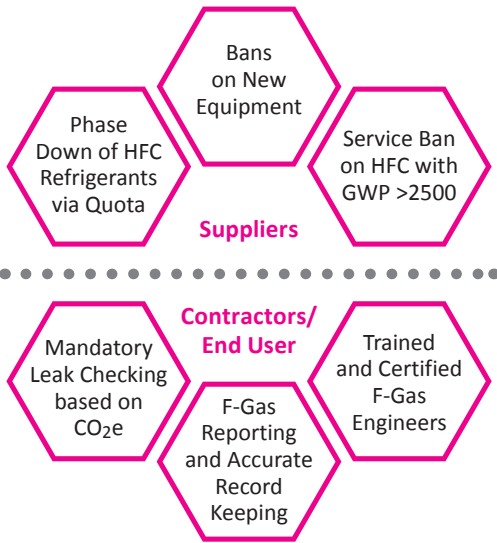 Bans
on New
Equipment
Phase
Down of HFC
Refrigerants
via Quota
Service Ban
on HFC with
GWP >2500
Suppliers
Contractors/
End User
Mandatory
Leak Checking
based on
CO2e
F-Gas
Reporting
and Accurate
Record
Keeping
Trained
and Certified
F-Gas
Engineers